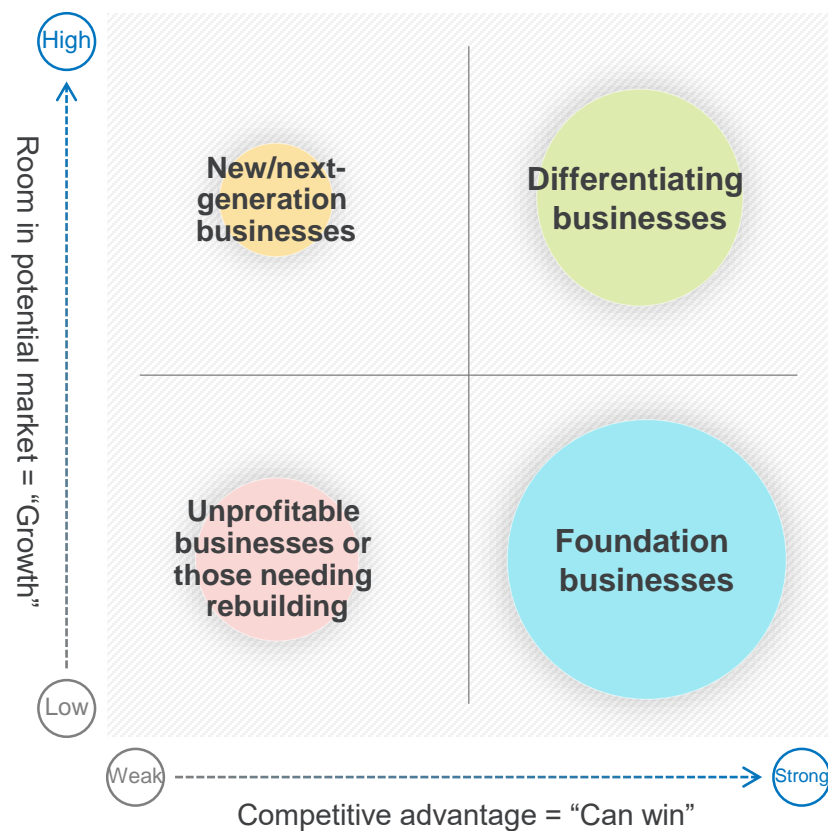 High
Room in potential market = “Growth”
New/next-
generation
businesses
Differentiating
businesses
Unprofitable
businesses or
those needing
rebuilding
Foundation
businesses
Low
Weak
Strong
Competitive advantage = “Can win”